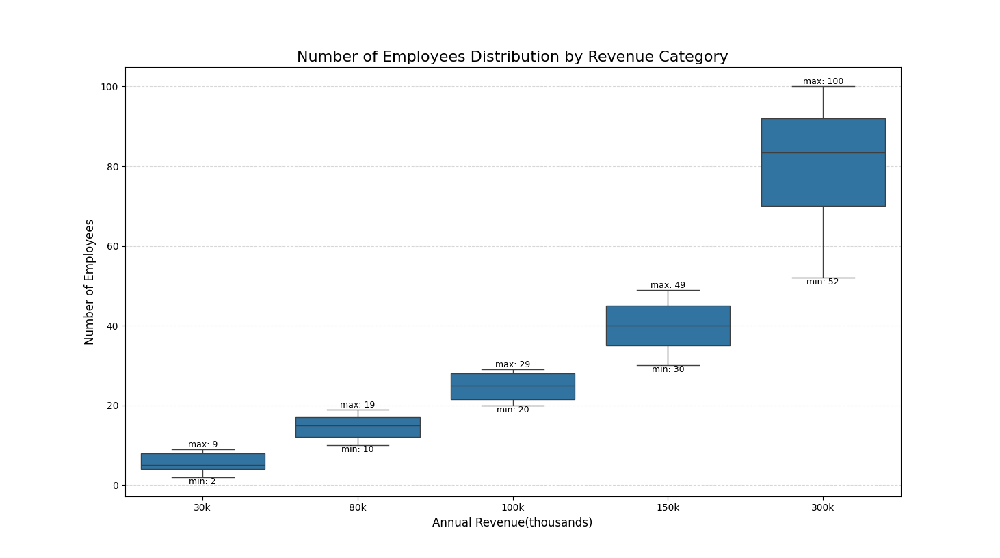 Number of Employees Distribution by Revenue Category
max: 100
100
80
60
min: 52
max: 49
40
max: 29
min: 30
max: 19
20
min: 20
max: 9
min: 10
min: 2
0
Number of Employees
30k 80k 100k 150k 300k
Annual Revenue(thousands)